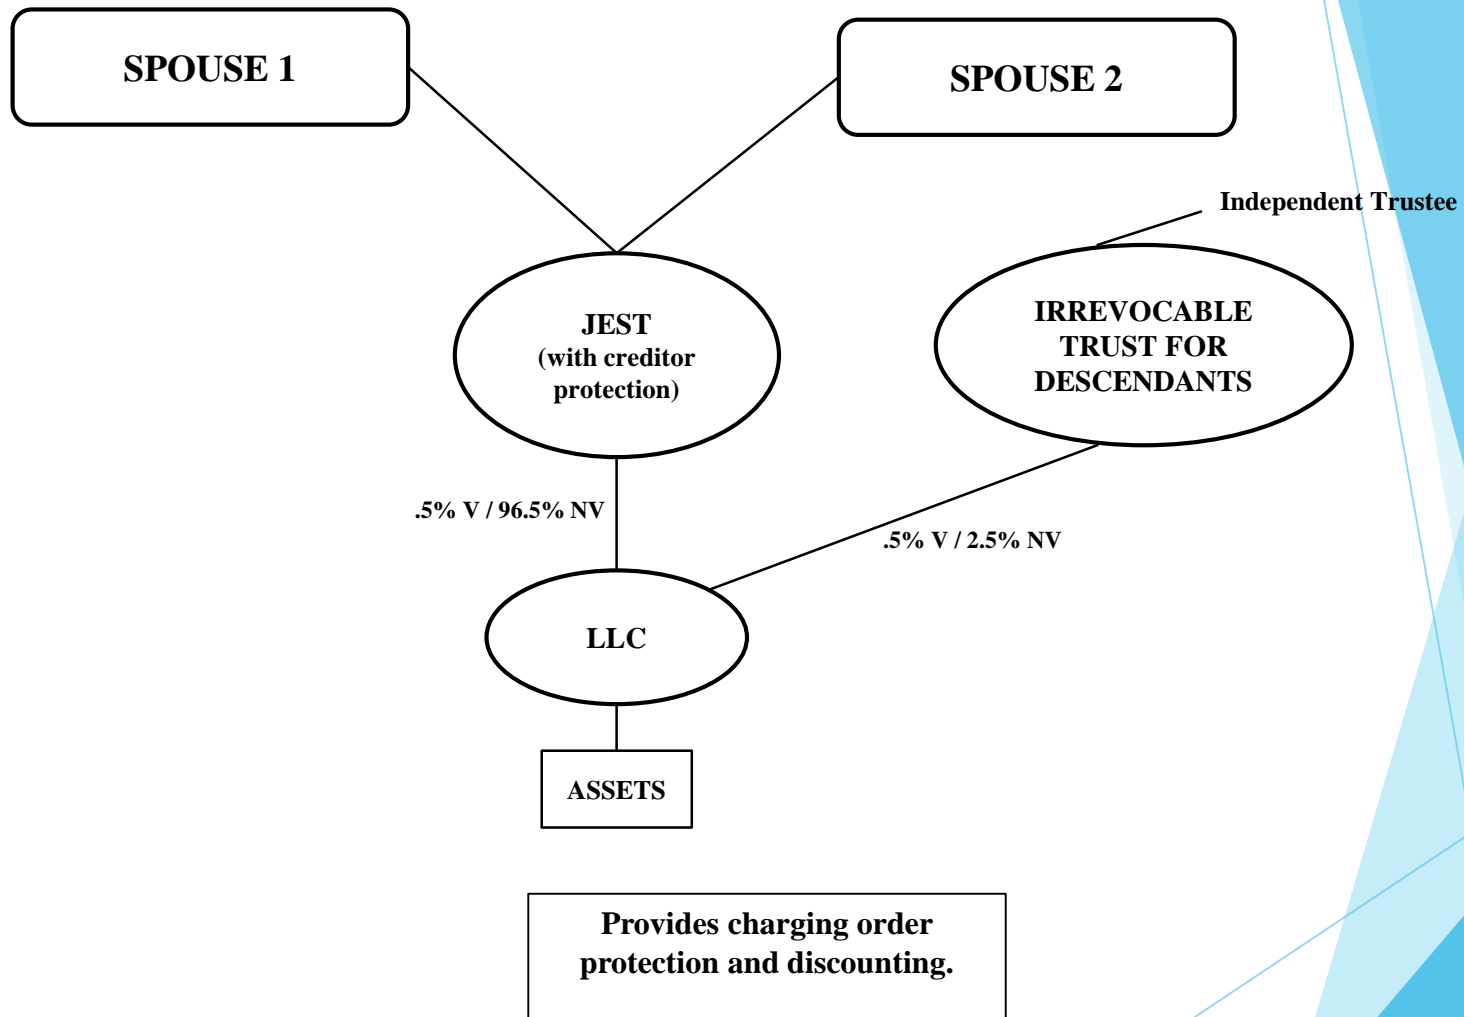 SPOUSE 1
SPOUSE 2
Independent Trustee
JEST
(with creditor
protection)
IRREVOCABLE
TRUST FOR
DESCENDANTS
.5% V / 96.5% NV
.5% V / 2.5% NV
LLC
ASSETS
Provides charging order
protection and discounting.